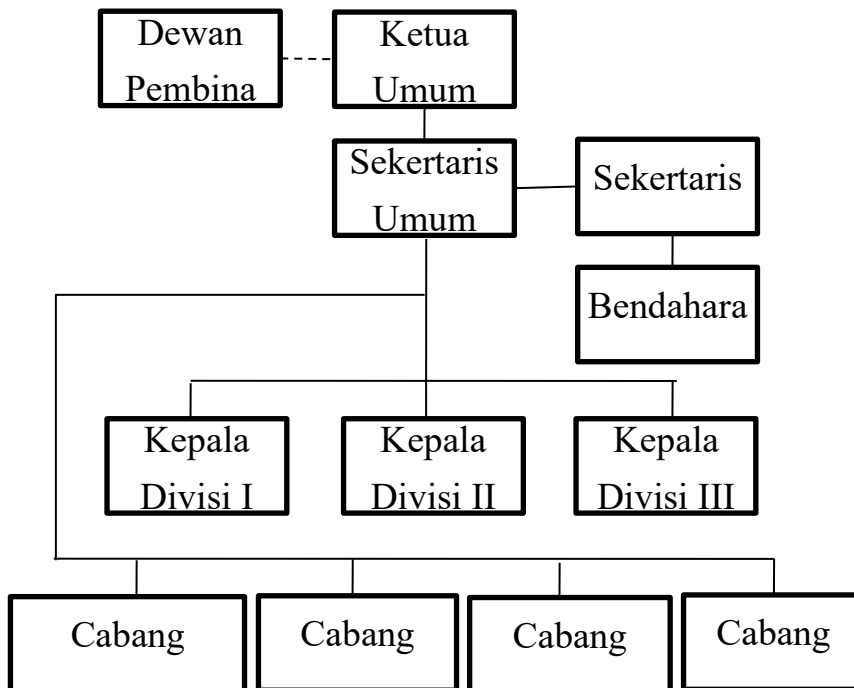 Dewan
Pembina
Ketua
Umum
Sekertaris
Umum
Sekertaris
Bendahara
Kepala
Divisi I
Kepala
Divisi II
Kepala
Divisi III
Cabang
Cabang
Cabang
Cabang